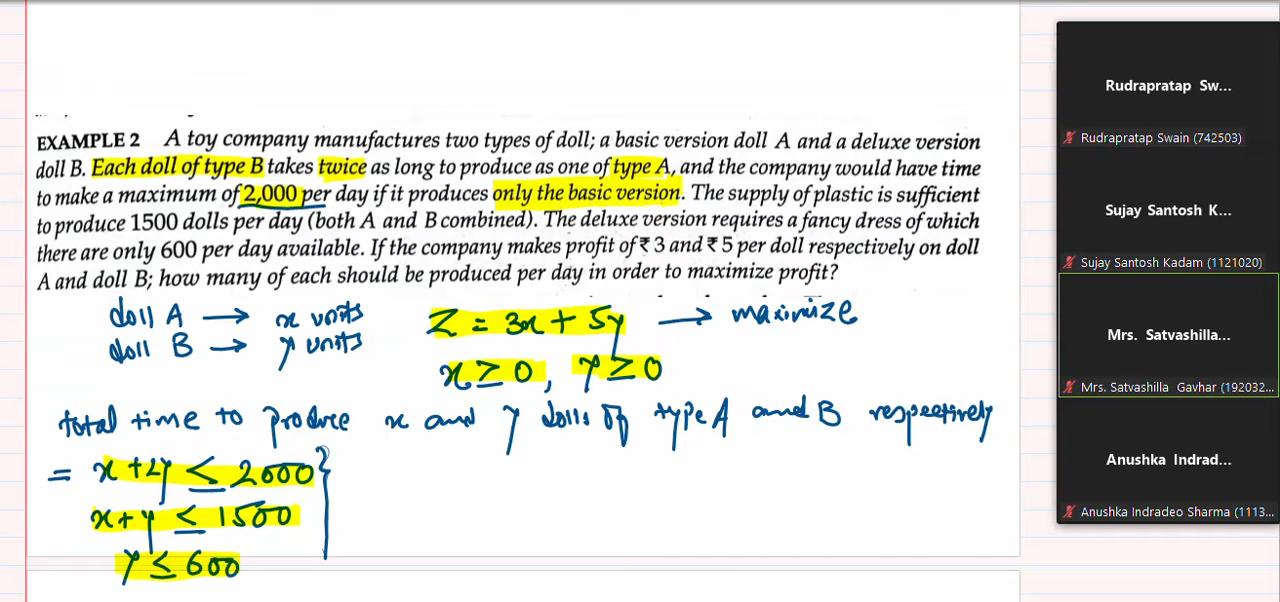 EXAMPLE 2 A toy company manufactures two types of doll; a basic version doll A and a deluxe version
doll B. Each doll of type B takes twice as long to produce as one of type A, and the company would have time
to make a maximum of 2,000 per day if it produces only the basic version. The supply of plastic is sufficient
to produce 1500 dolls per day (both A and B combined). The deluxe version requires a fancy dress of which
there are only 600 per day available. If the company makes profit of ₹ 3 and ₹ 5 per doll respectively on doll
A and doll B; how many of each should be produced per day in order to maximize profit?
doll A → x units
doll B → y units
Z = 3x + 5y → maximize
x ≥ 0, y ≥ 0
total time to produce x and y dolls of type A and B respectively
= x + 2y ≤ 2000
x + y ≤ 1500
y ≤ 600
Rudrapratap Sw...
Rudrapratap Swain (742503)
Sujay Santosh K...
Sujay Santosh Kadam (1121020)
Mrs. Satvashilla...
Mrs. Satvashilla Gavhar (192032...
Anushka Indrad...
Anushka Indradeo Sharma (1113...